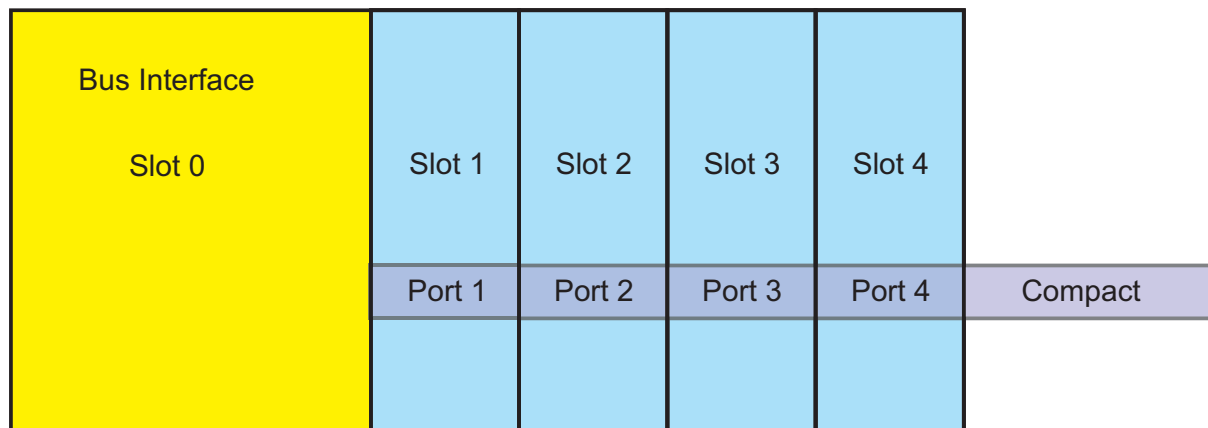 Bus Interface
Slot 0
Slot 1
Slot 2
Slot 3
Slot 4
Port 1
Port 2
Port 3
Port 4
Compact